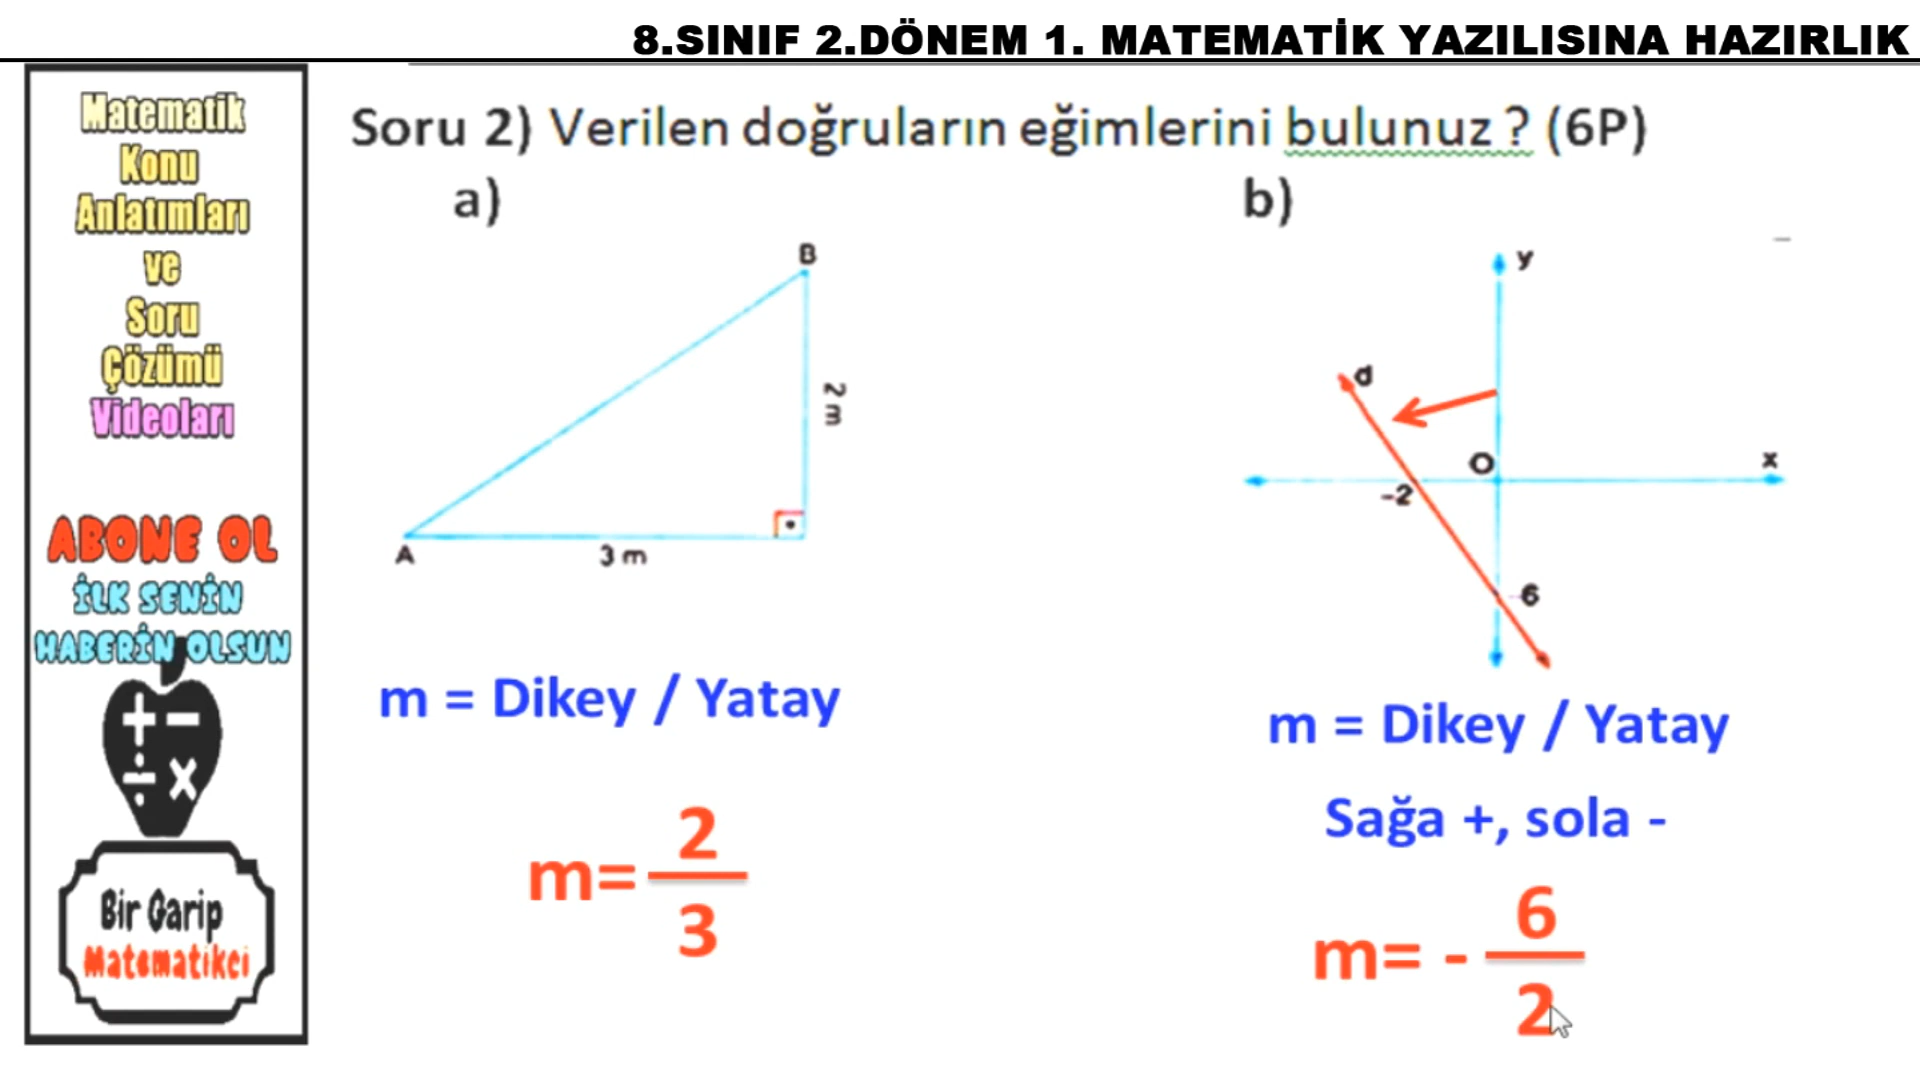 8.SINIF 2.DÖNEM 1. MATEMATİK YAZILISINA HAZIRLIK
Matematik
Konu
Anlatımları
ve
Soru
Çözümü
Videoları
ABONE OL
İLK SENİN
HABERİN OLSUN
+ −
÷ x
Bir Garip
Matematikci
Soru 2) Verilen doğruların eğimlerini bulunuz ? (6P)
a)
B
2 m
A
3 m
m = Dikey / Yatay
m= 2
3
b)
y
d
O
x
-2
-6
m = Dikey / Yatay
Sağa +, sola -
m= - 6
2